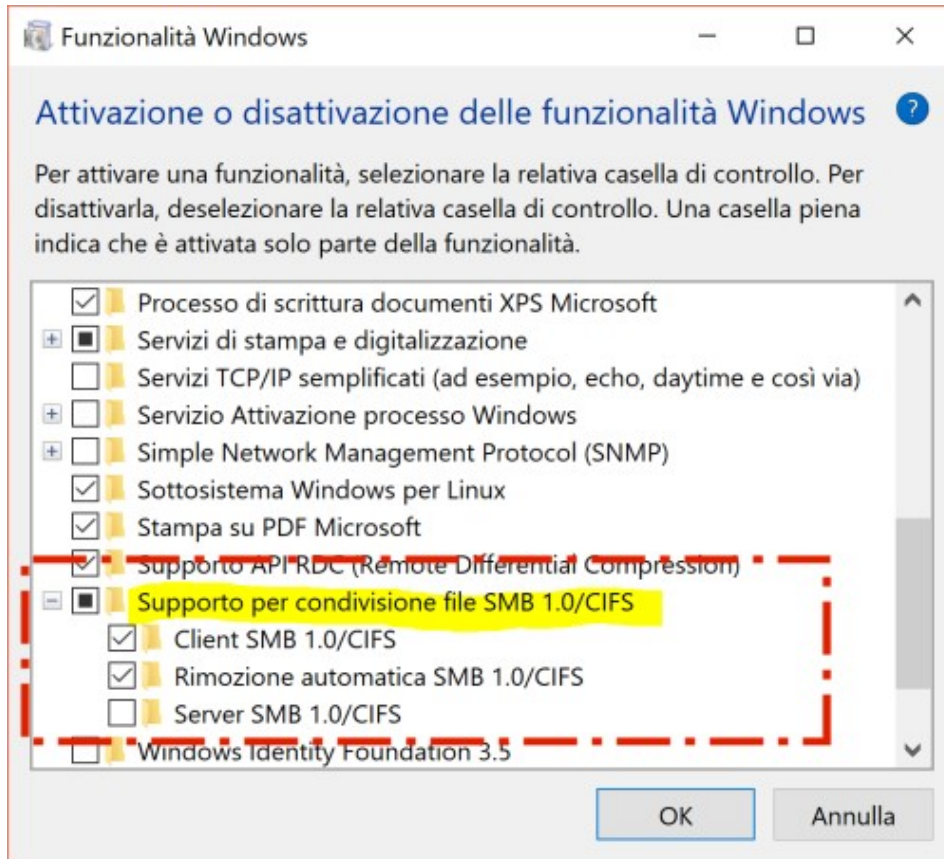 Funzionalità Windows
Attivazione o disattivazione delle funzionalità Windows
?
Per attivare una funzionalità, selezionare la relativa casella di controllo. Per
disattivarla, deselezionare la relativa casella di controllo. Una casella piena
indica che è attivata solo parte della funzionalità.
Processo di scrittura documenti XPS Microsoft
Servizi di stampa e digitalizzazione
Servizi TCP/IP semplificati (ad esempio, echo, daytime e così via)
Servizio Attivazione processo Windows
Simple Network Management Protocol (SNMP)
Sottosistema Windows per Linux
Stampa su PDF Microsoft
Supporto API RDC (Remote Differential Compression)
Supporto per condivisione file SMB 1.0/CIFS
Client SMB 1.0/CIFS
Rimozione automatica SMB 1.0/CIFS
Server SMB 1.0/CIFS
Windows Identity Foundation 3.5
OK
Annulla